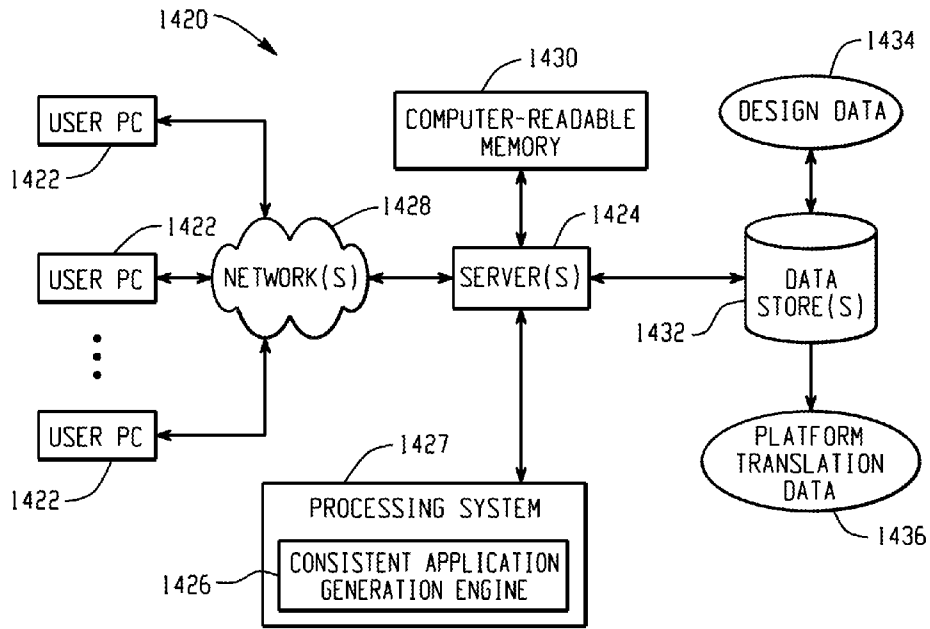 1420
USER PC
1422
1422
USER PC
USER PC
1422
1428
NETWORK(S)
1430
COMPUTER-READABLE
MEMORY
1424
SERVER(S)
1434
DESIGN DATA
DATA
STORE(S)
1432
PLATFORM
TRANSLATION
DATA
1436
1427
PROCESSING SYSTEM
CONSISTENT APPLICATION
GENERATION ENGINE
1426